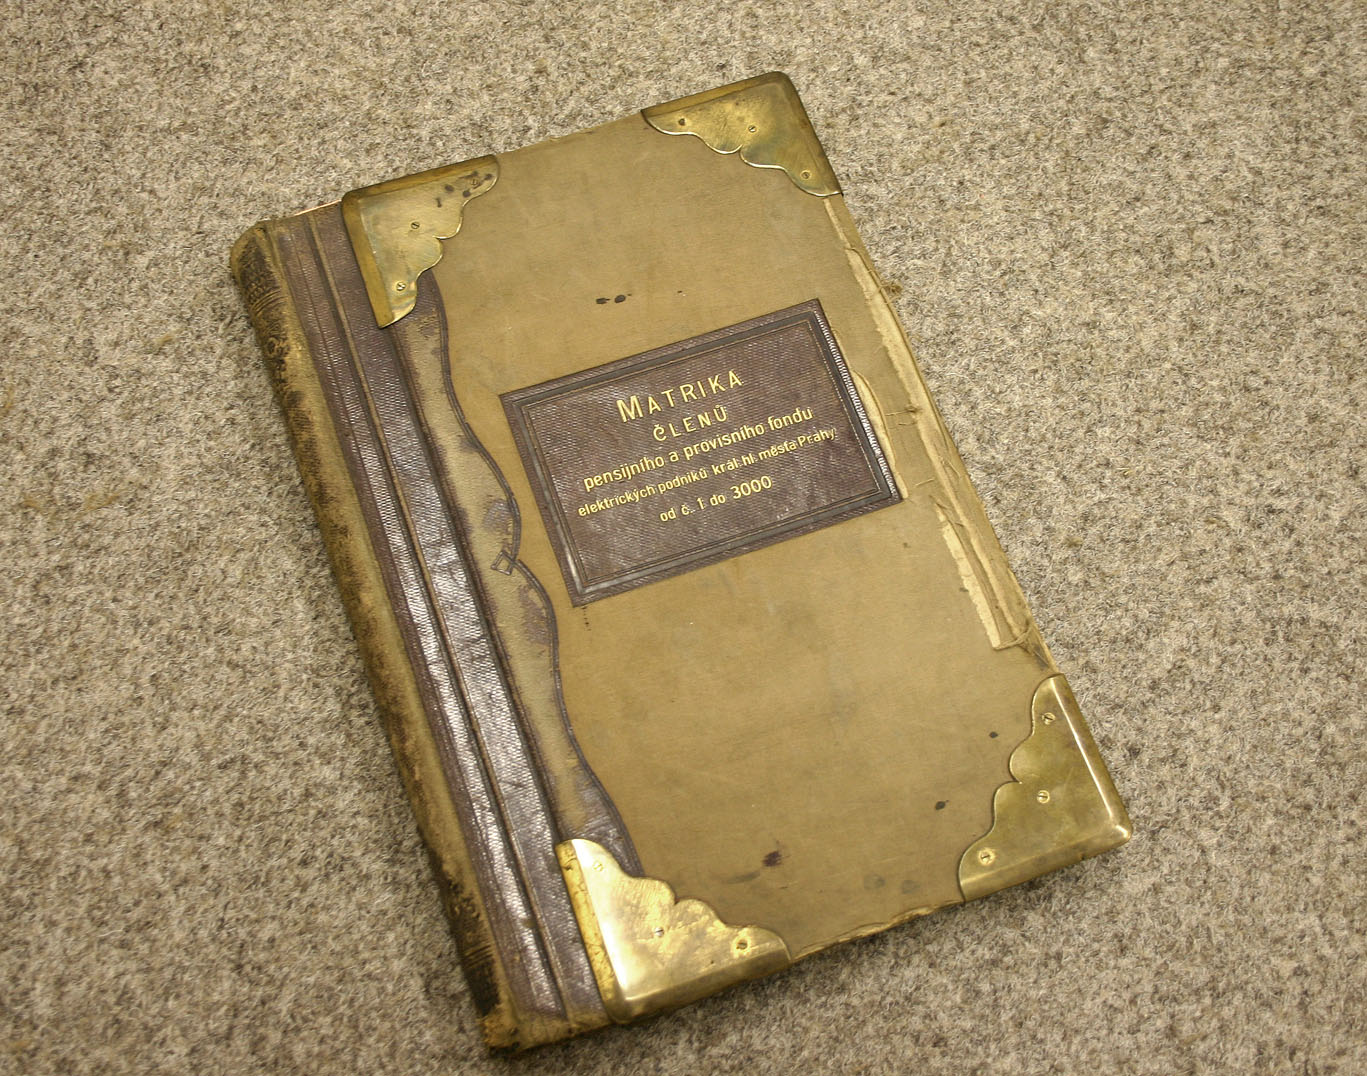 MATRIKA
ČLENŮ
pensijního a provisního fondu
elektrických podniků král. hl. města Prahy
od č. 1 do 3000